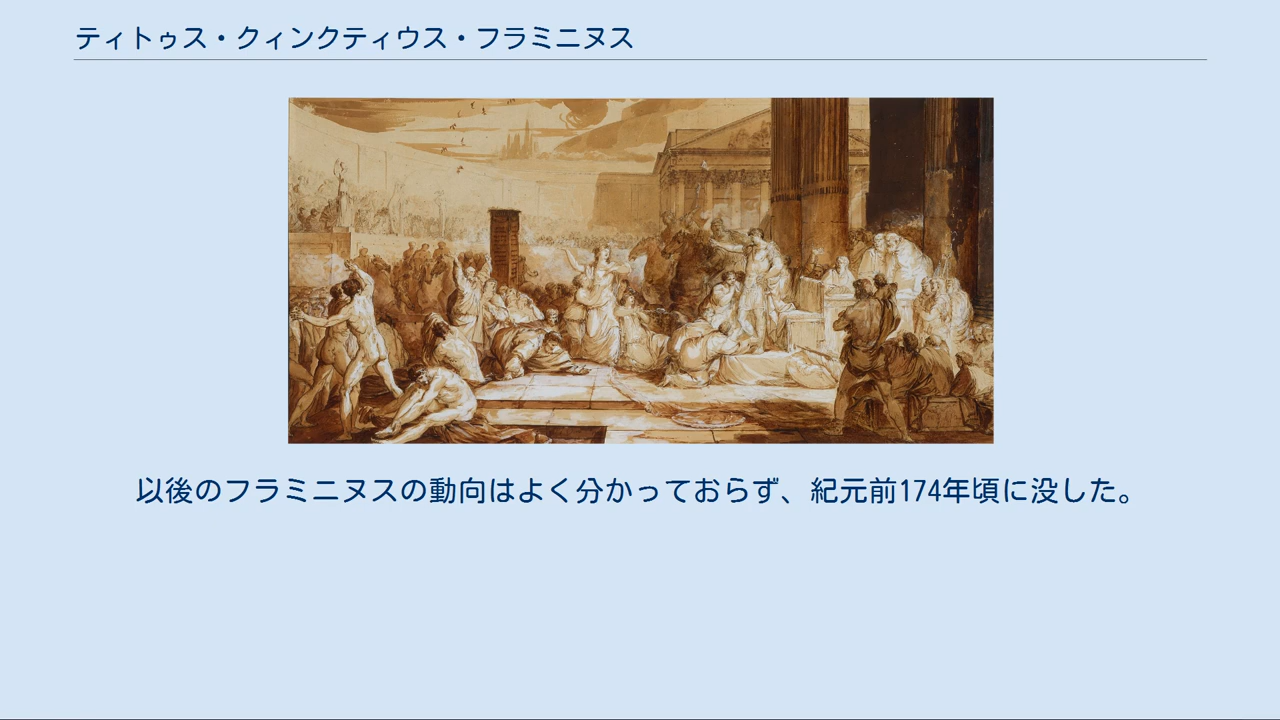 ティトゥス・クィンクティウス・フラミニヌス
以後のフラミニヌスの動向はよく分かっておらず、紀元前174年頃に没した。